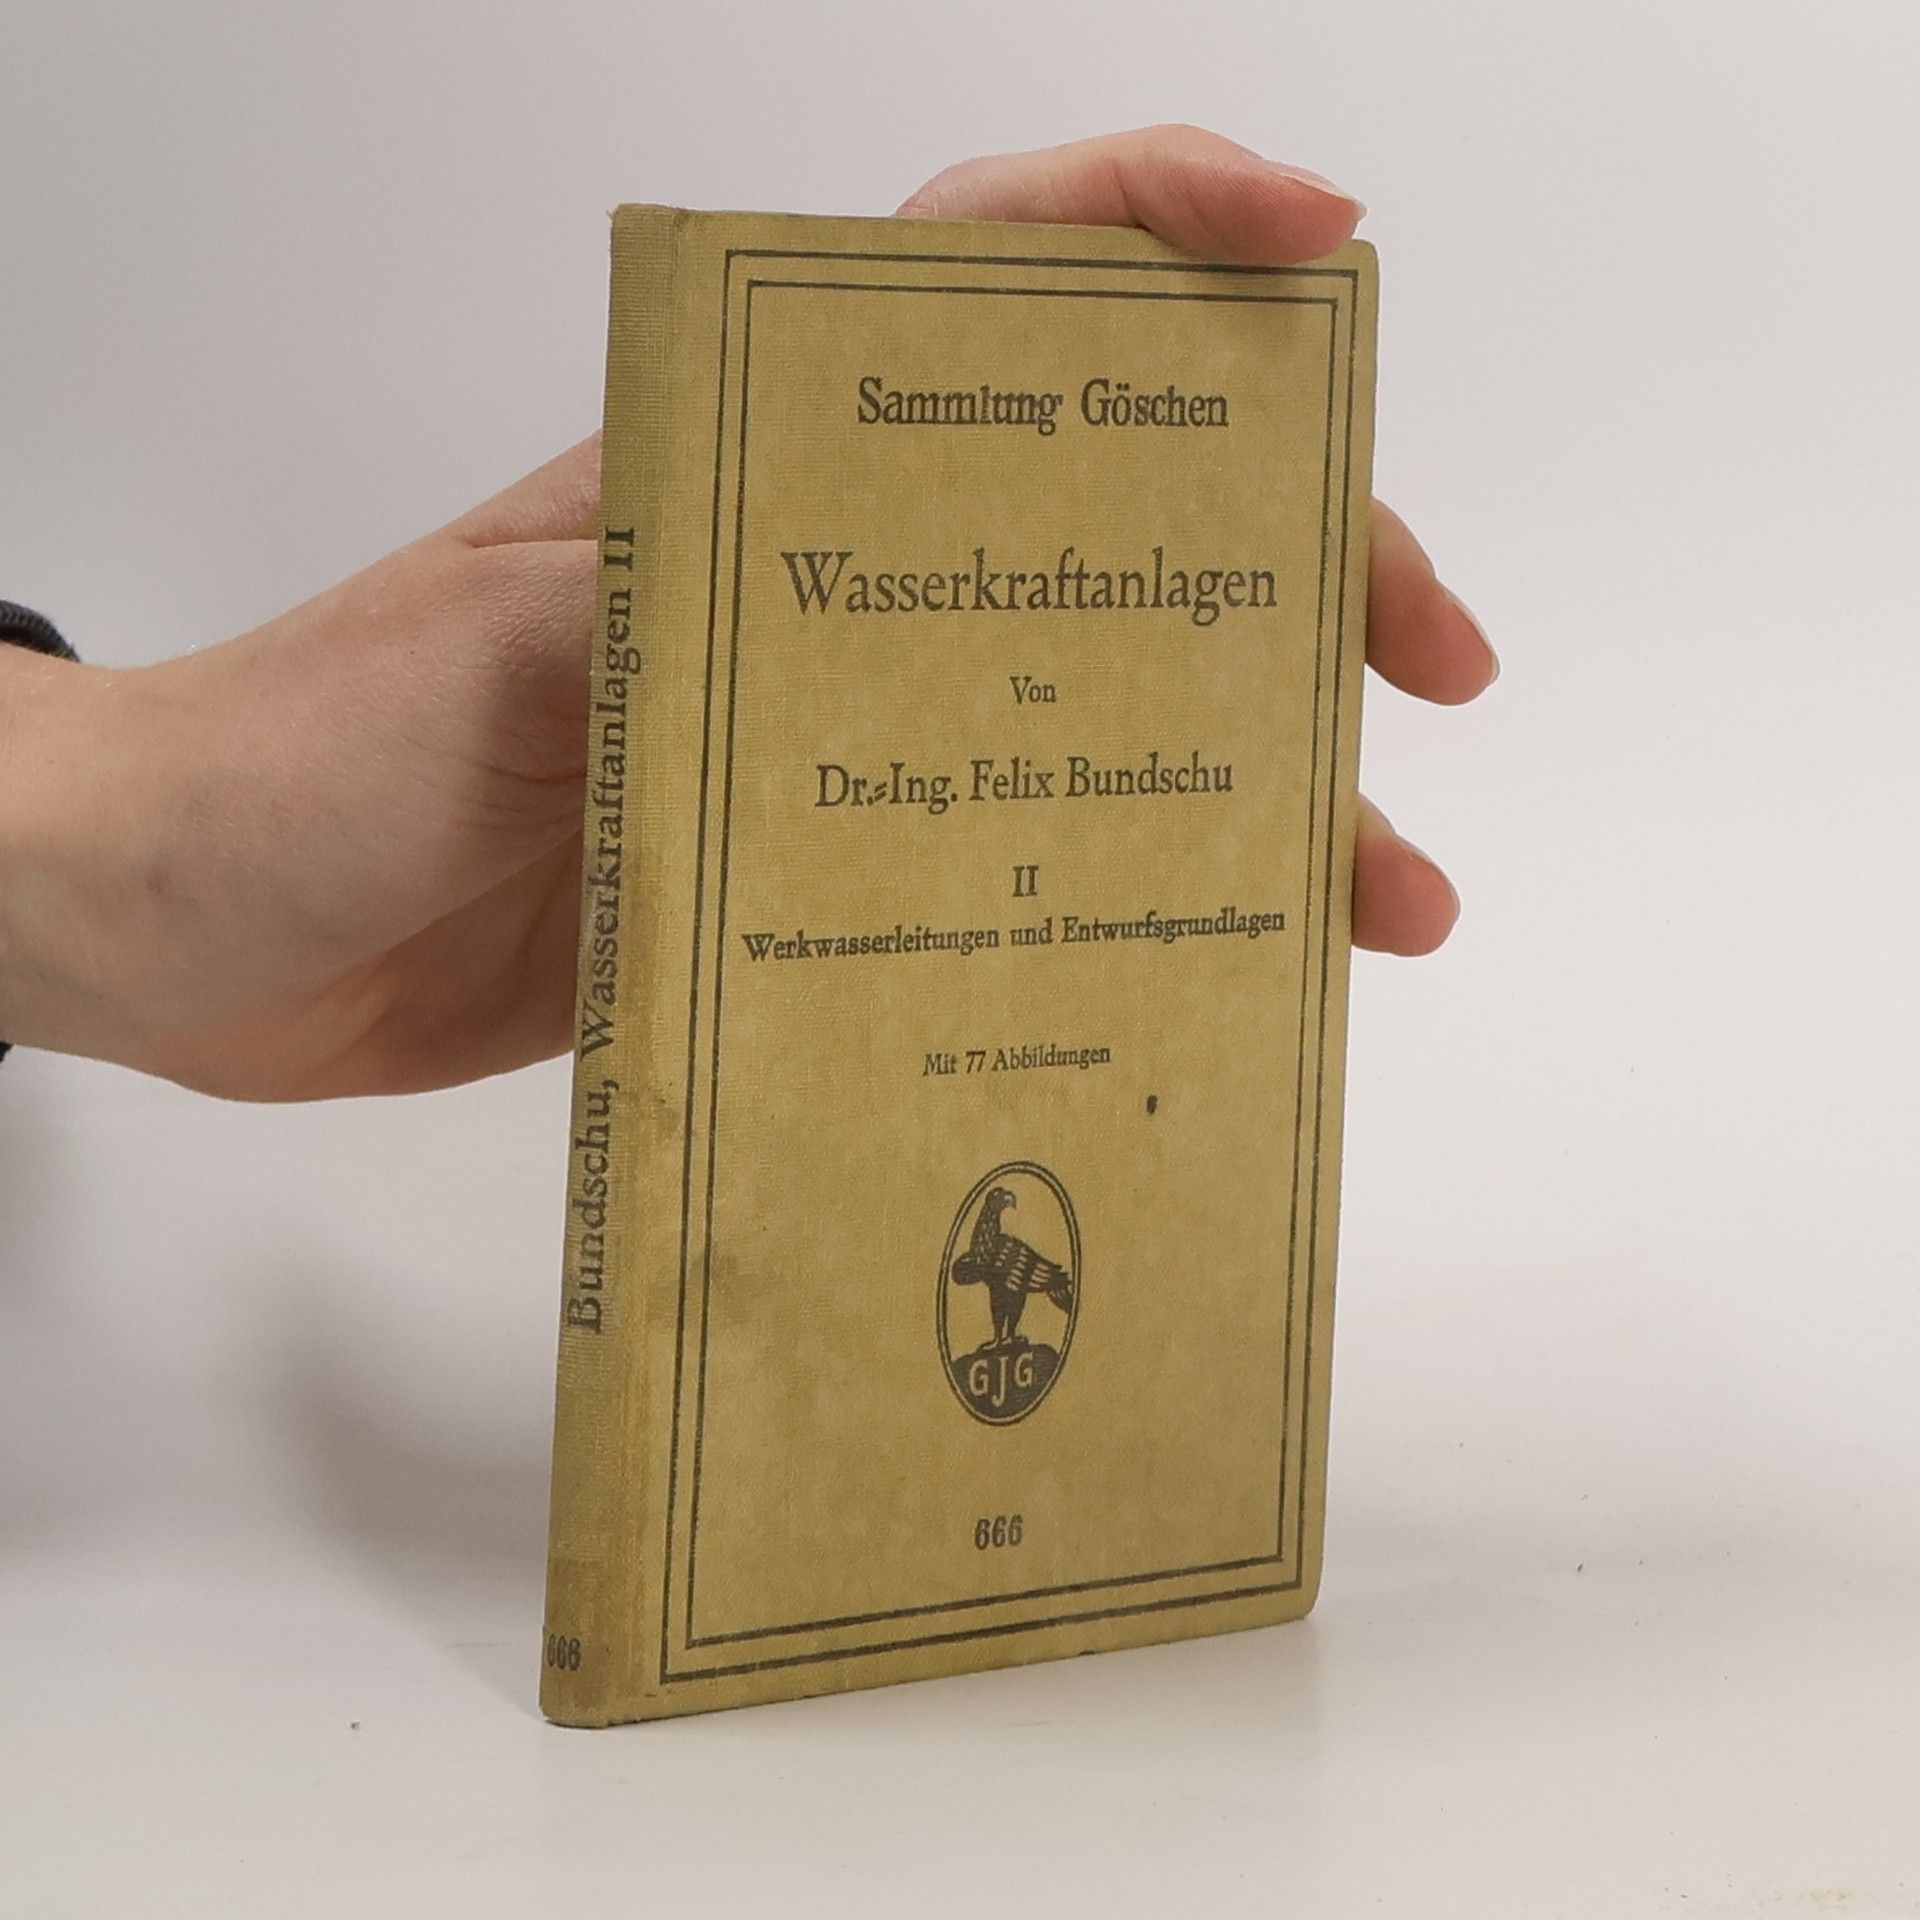 Sammlung Göschen
Wasserkraftanlagen
Von
Dr.=Ing. Felix Bundschu
II
Werkwasserleitungen und Entwurfsgrundlagen
Mit 77 Abbildungen
GJG
666
Bundschu, Wasserkraftanlagen II
666